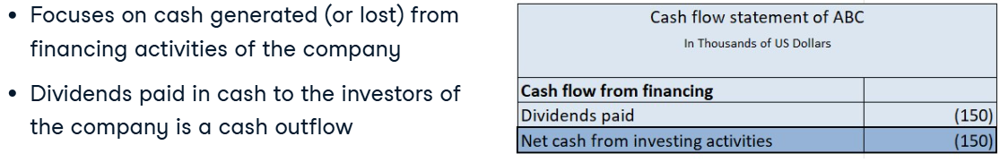 • Focuses on cash generated (or lost) from
financing activities of the company
• Dividends paid in cash to the investors of
the company is a cash outflow
Cash flow statement of ABC
In Thousands of US Dollars
Cash flow from financing
Dividends paid (150)
Net cash from investing activities (150)